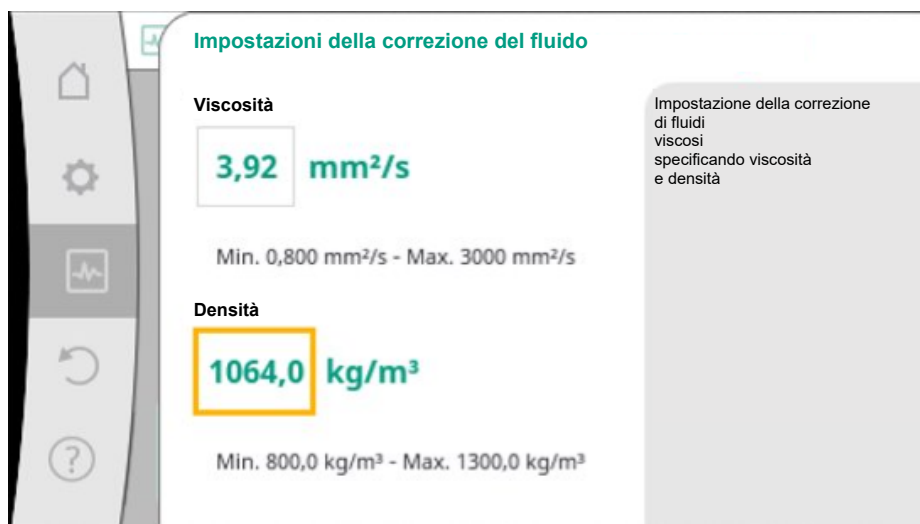 Impostazioni della correzione del fluido
Viscosità
3,92 mm²/s
Min. 0,800 mm²/s - Max. 3000 mm²/s
Densità
1064,0 kg/m³
Min. 800,0 kg/m³ - Max. 1300,0 kg/m³
Impostazione della correzione
di fluidi
viscosi
specificando viscosità
e densità
?